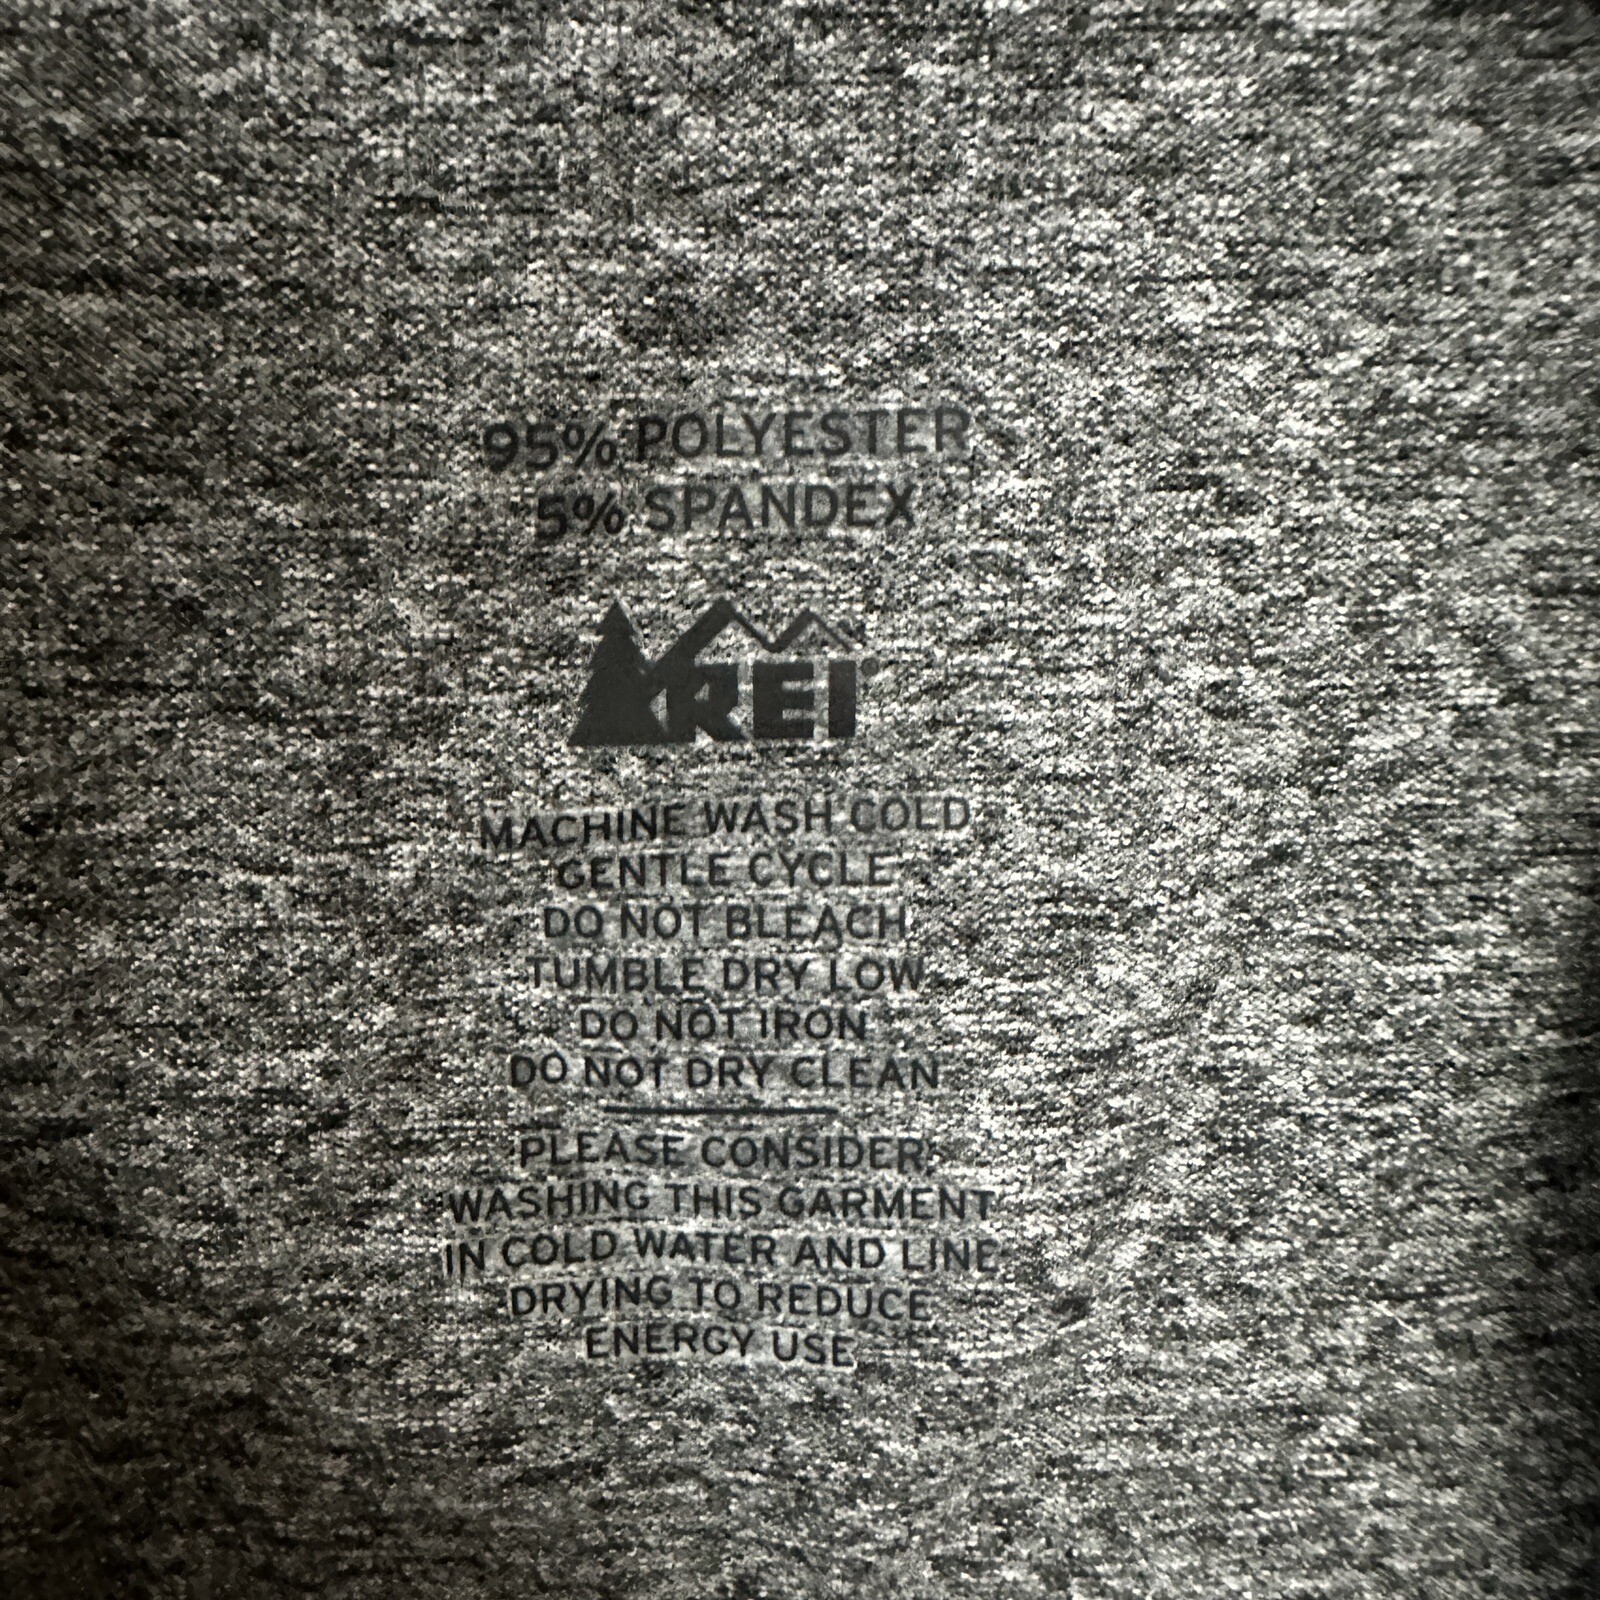 95% POLYESTER
5% SPANDEX
REI®
MACHINE WASH COLD
GENTLE CYCLE
DO NOT BLEACH
TUMBLE DRY LOW
DO NOT IRON
DO NOT DRY CLEAN
PLEASE CONSIDER:
WASHING THIS GARMENT
IN COLD WATER AND LINE
DRYING TO REDUCE
ENERGY USE